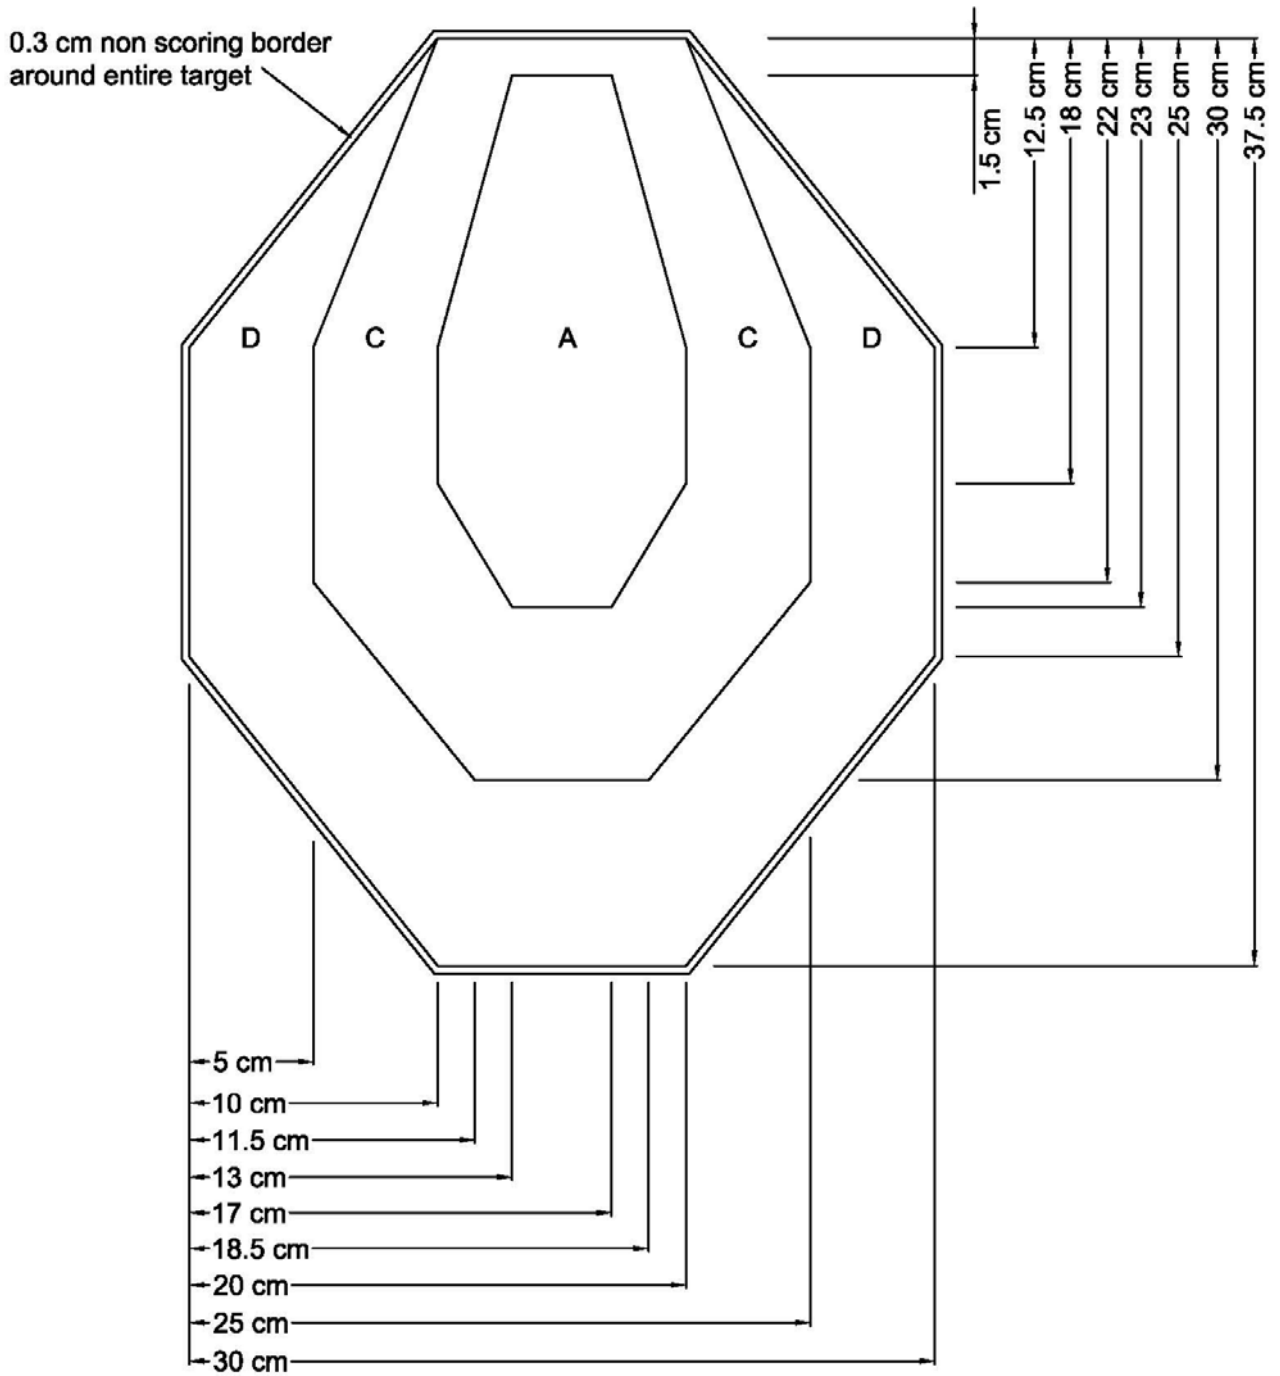 0.3 cm non scoring border
around entire target
1.5 cm
12.5 cm
18 cm
22 cm
23 cm
25 cm
30 cm
37.5 cm
D
C
A
C
D
5 cm
10 cm
11.5 cm
13 cm
17 cm
18.5 cm
20 cm
25 cm
30 cm